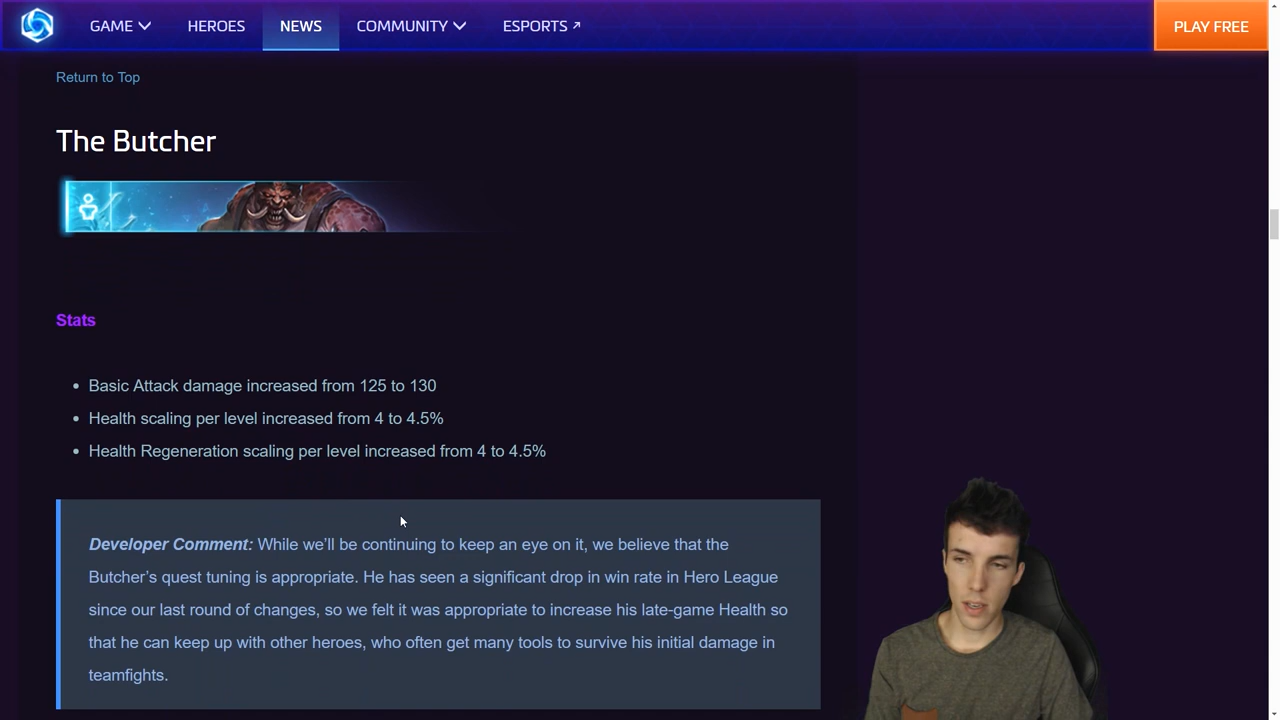 GAME HEROES NEWS COMMUNITY ESPORTS PLAY FREE
Return to Top
The Butcher
Stats
• Basic Attack damage increased from 125 to 130
• Health scaling per level increased from 4 to 4.5%
• Health Regeneration scaling per level increased from 4 to 4.5%
Developer Comment: While we’ll be continuing to keep an eye on it, we believe that the
Butcher’s quest tuning is appropriate. He has seen a significant drop in win rate in Hero League
since our last round of changes, so we felt it was appropriate to increase his late-game Health so
that he can keep up with other heroes, who often get many tools to survive his initial damage in
teamfights.